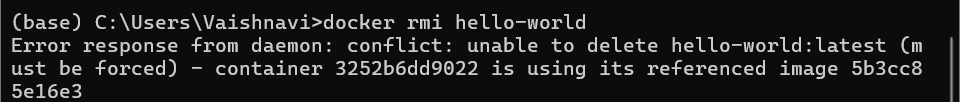 (base) C:\Users\Vaishnavi>docker rmi hello-world
Error response from daemon: conflict: unable to delete hello-world:latest (m
ust be forced) - container 3252b6dd9022 is using its referenced image 5b3cc8
5e16e3